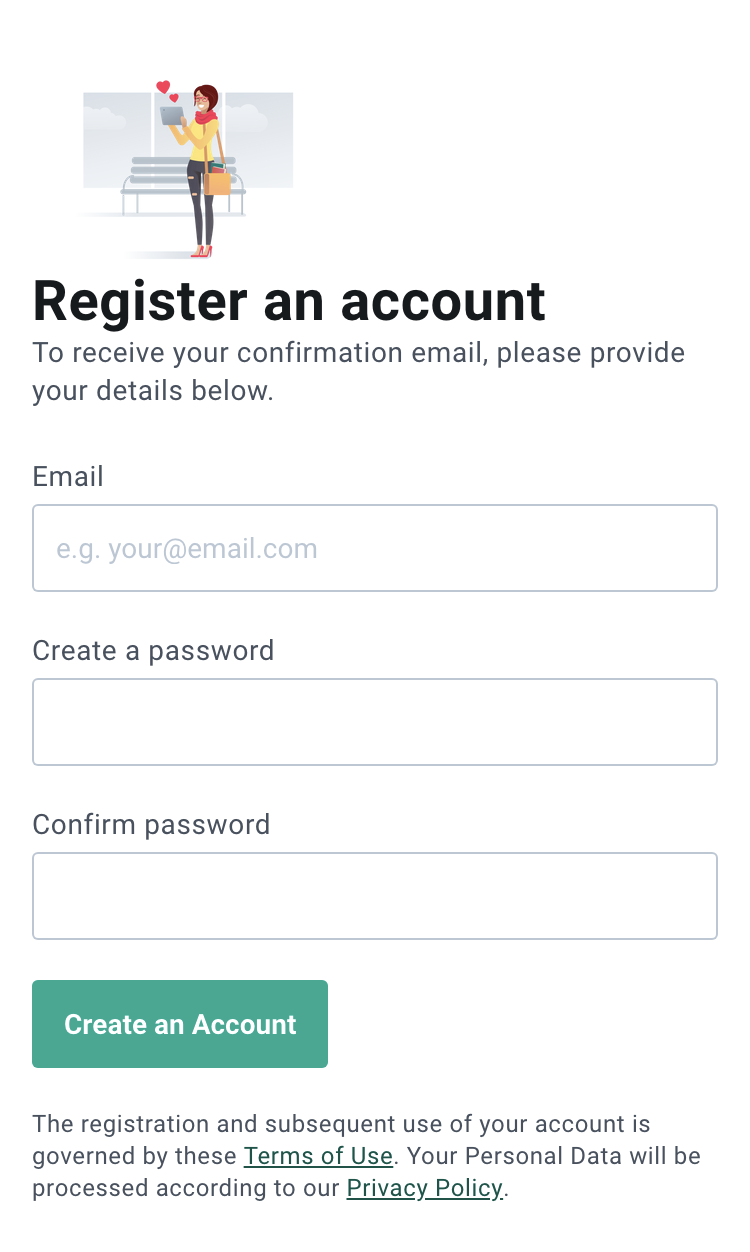 Register an account
To receive your confirmation email, please provide
your details below.
Email
e.g. your@email.com
Create a password
Confirm password
Create an Account
The registration and subsequent use of your account is
governed by these Terms of Use. Your Personal Data will be
processed according to our Privacy Policy.